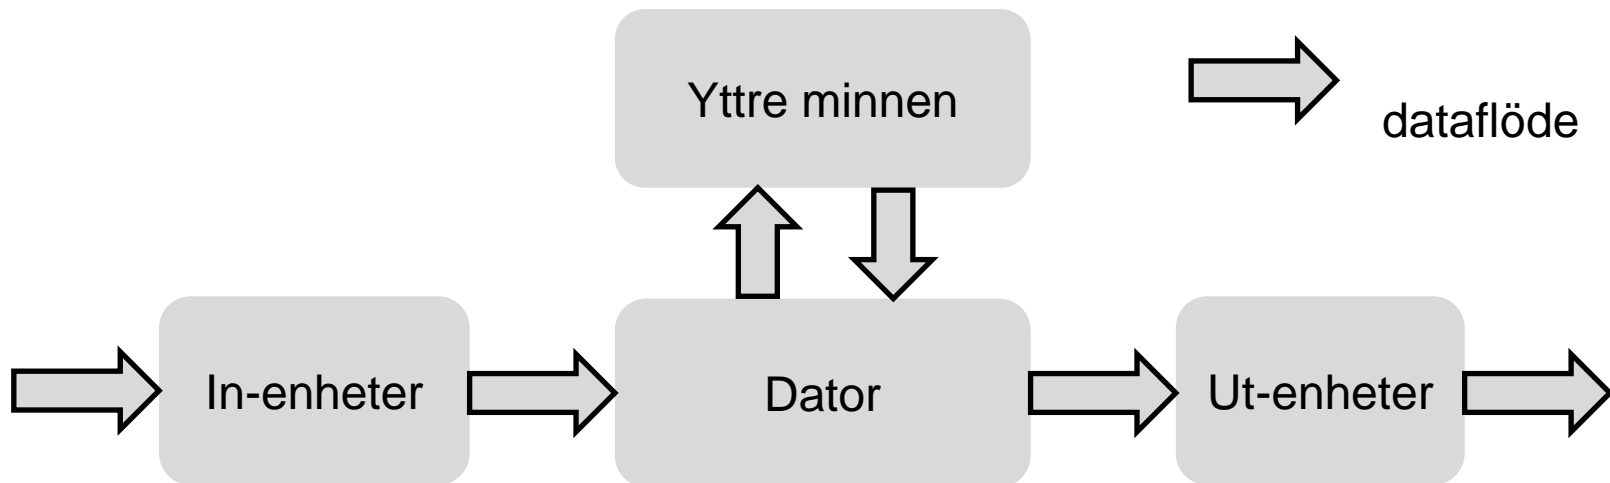 Yttre minnen
dataflöde
In-enheter
Dator
Ut-enheter